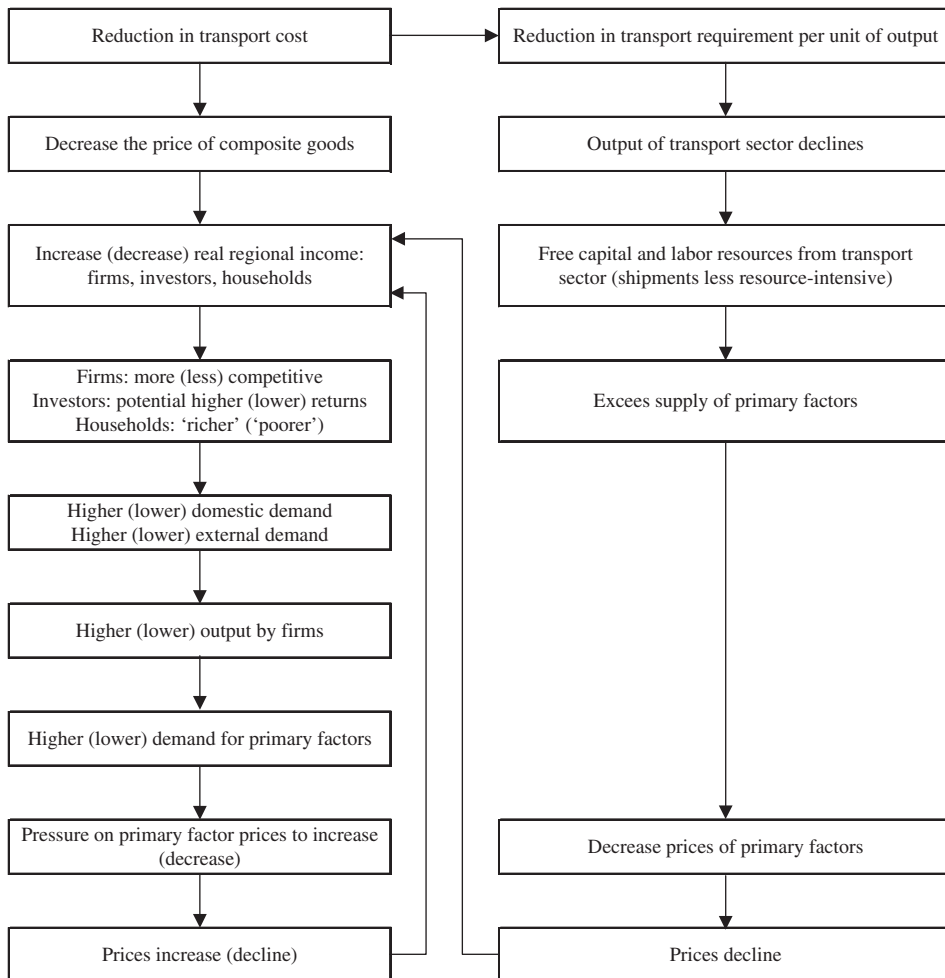 Reduction in transport cost
Reduction in transport requirement per unit of output
Decrease the price of composite goods
Output of transport sector declines
Increase (decrease) real regional income:
firms, investors, households
Free capital and labor resources from transport
sector (shipments less resource-intensive)
Firms: more (less) competitive
Investors: potential higher (lower) returns
Households: ‘richer’ (‘poorer’)
Excees supply of primary factors
Higher (lower) domestic demand
Higher (lower) external demand
Higher (lower) output by firms
Higher (lower) demand for primary factors
Pressure on primary factor prices to increase
(decrease)
Decrease prices of primary factors
Prices increase (decline)
Prices decline